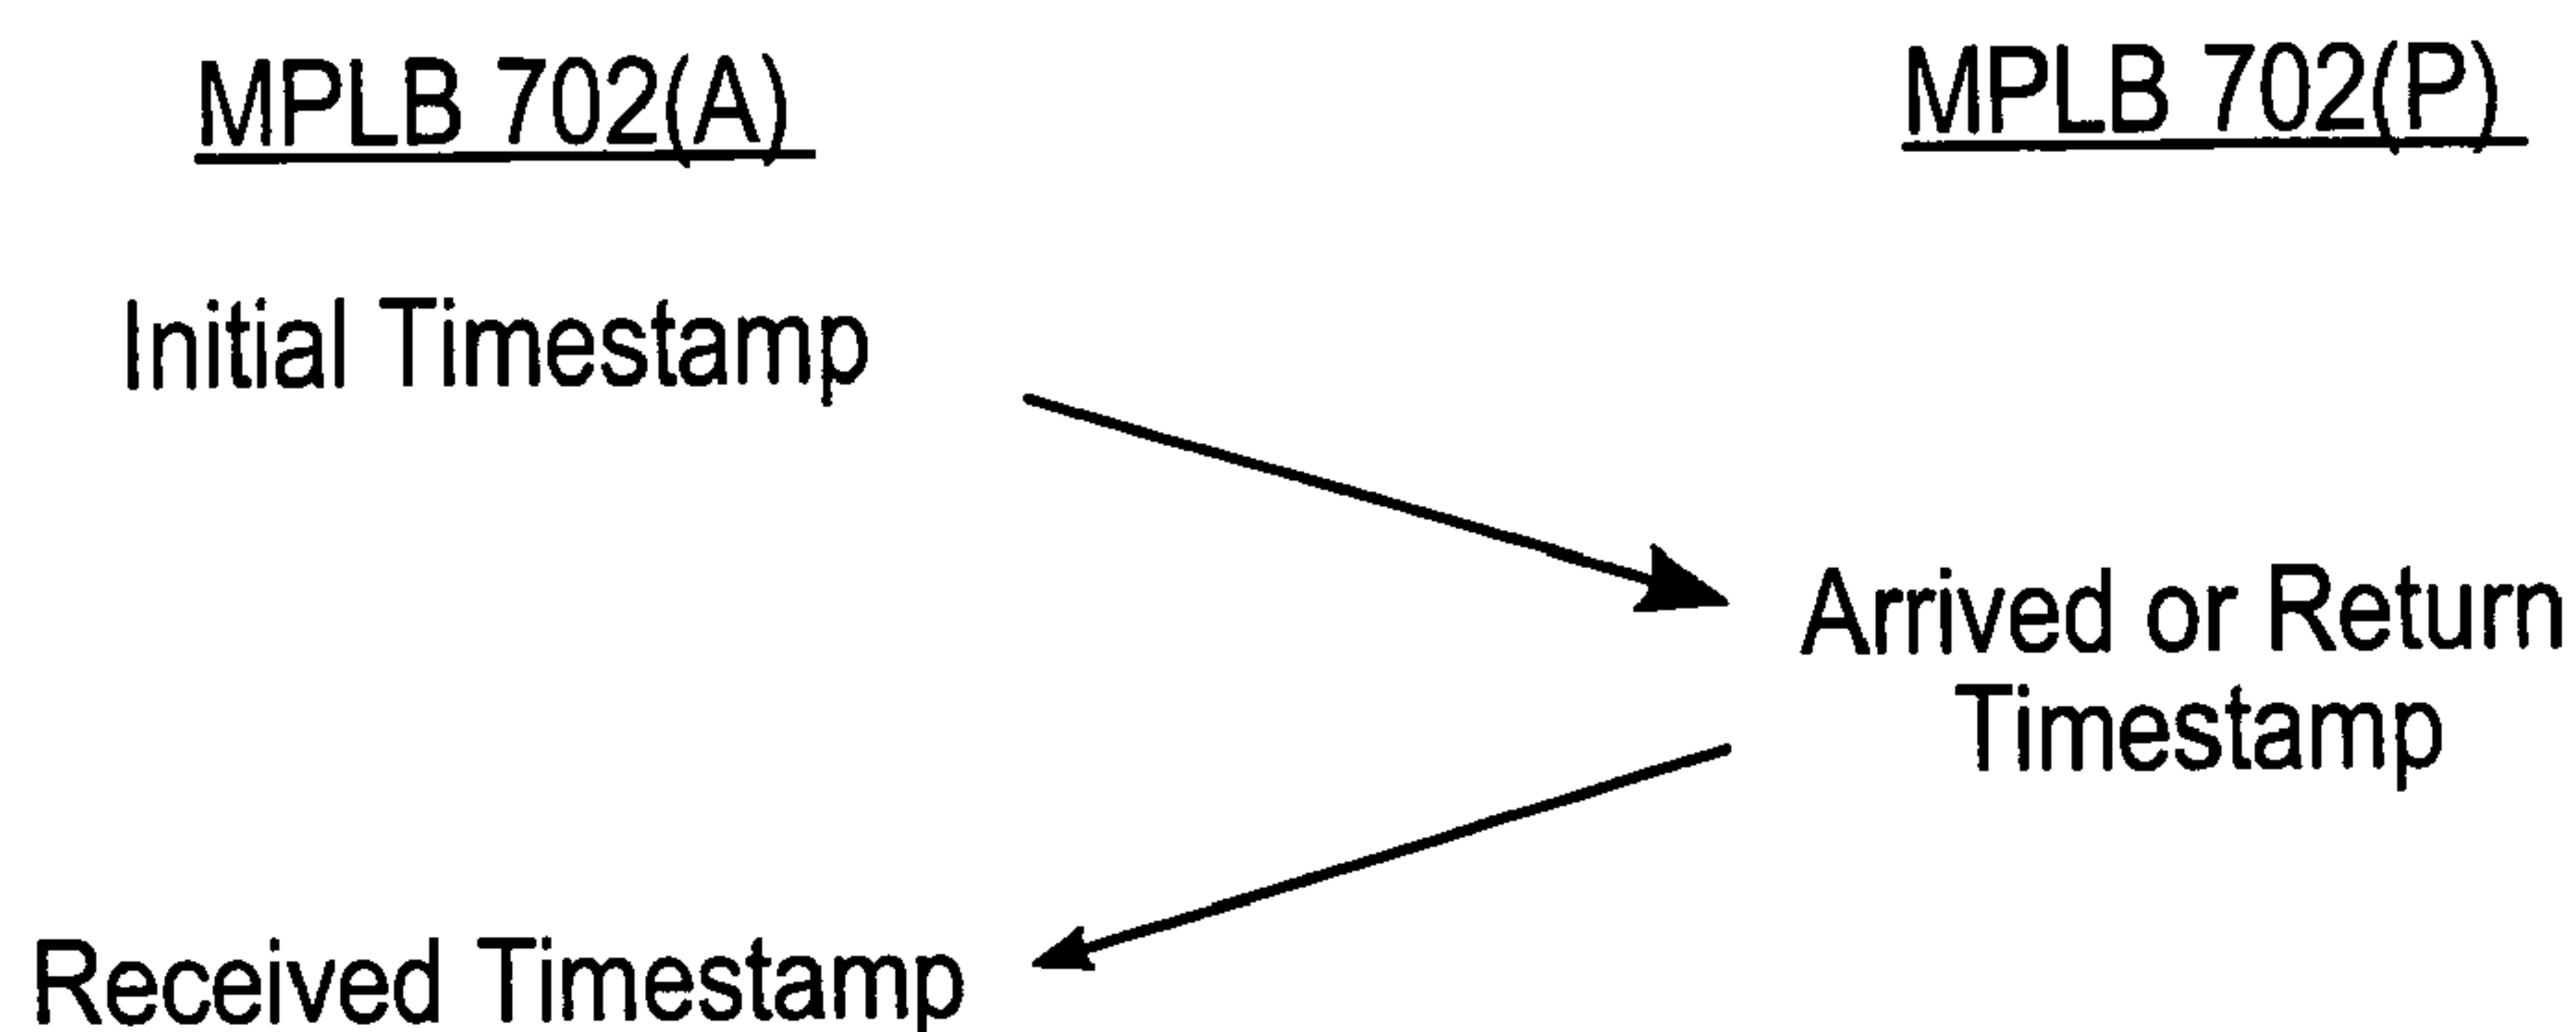 MPLB 702(A)
MPLB 702(P)
Initial Timestamp
Arrived or Return
Timestamp
Received Timestamp